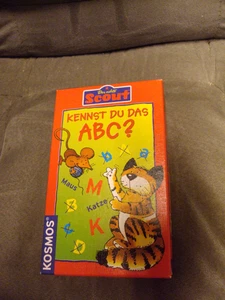 Scout
KENNST DU DAS
ABC?
Maus
M
Katze
K
KOSMOS